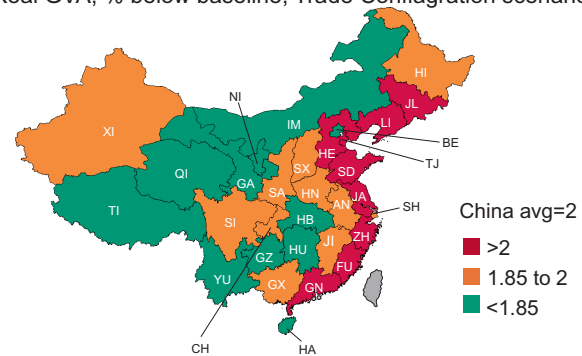 Real GVA, % below baseline, Trade Conflagration scenario
HI
JL
NI
LI
XI
IM
BE
HE
TJ
SX
SD
QI
GA
SA
HN
JA
TI
AN
SH
SI
HB
China avg=2
ZH
JI
HU
>2
GZ
FU
YU
GX
GN
1.85 to 2
<1.85
CH
HA